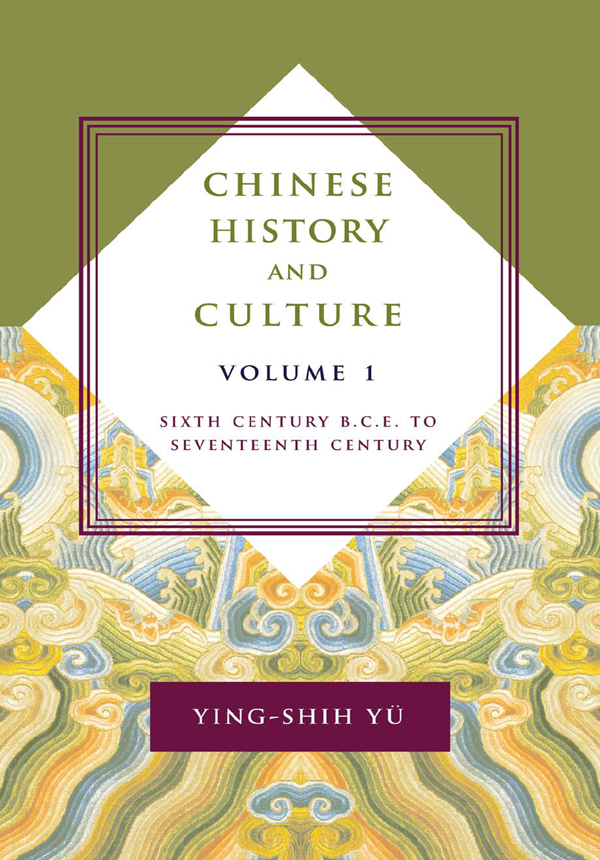 CHINESE
HISTORY
AND
CULTURE
VOLUME 1
SIXTH CENTURY B.C.E. TO
SEVENTEENTH CENTURY
YING-SHIH YÜ